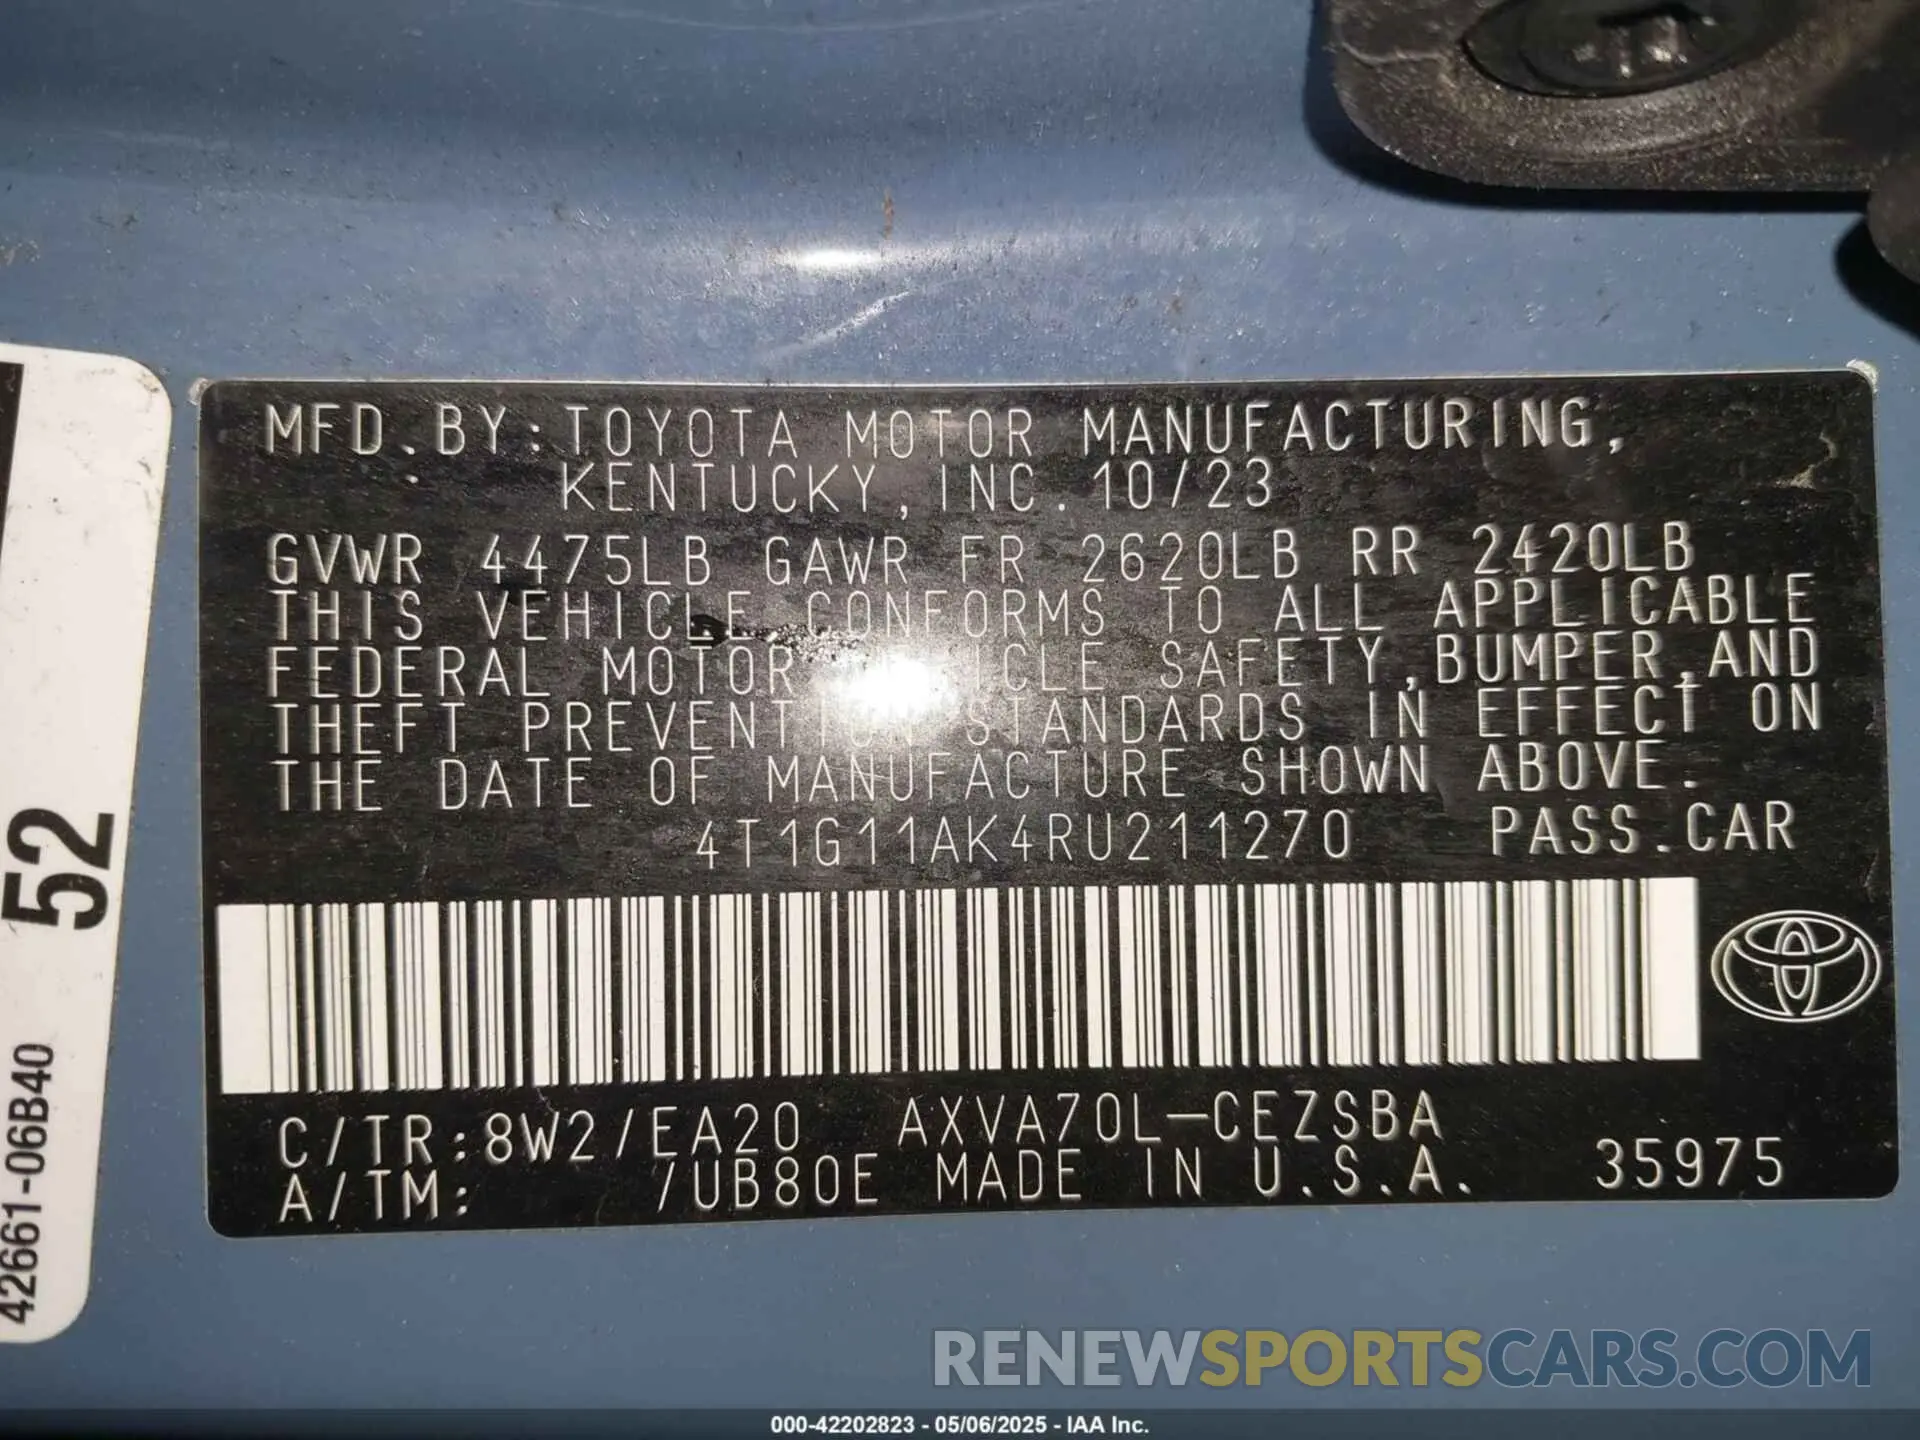 MFD.BY:TOYOTA MOTOR MANUFACTURING,
KENTUCKY,INC.10/23
GVWR 4475LB GAWR FR 2620LB RR 2420LB
THIS VEHICLE CONFORMS TO ALL APPLICABLE
FEDERAL MOTOR VEHICLE SAFETY,BUMPER,AND
THEFT PREVENTION STANDARDS IN EFFECT ON
THE DATE OF MANUFACTURE SHOWN ABOVE.
4T1G11AK4RU211270 PASS.CAR
C/TR:8W2/EA20 AXVA70L-CEZSBA
A/TM: /UB80E MADE IN U.S.A. 35975
52
42661-06B40
RENEWSPORTSCARS.COM
000-42202823 - 05/06/2025 - IAA Inc.